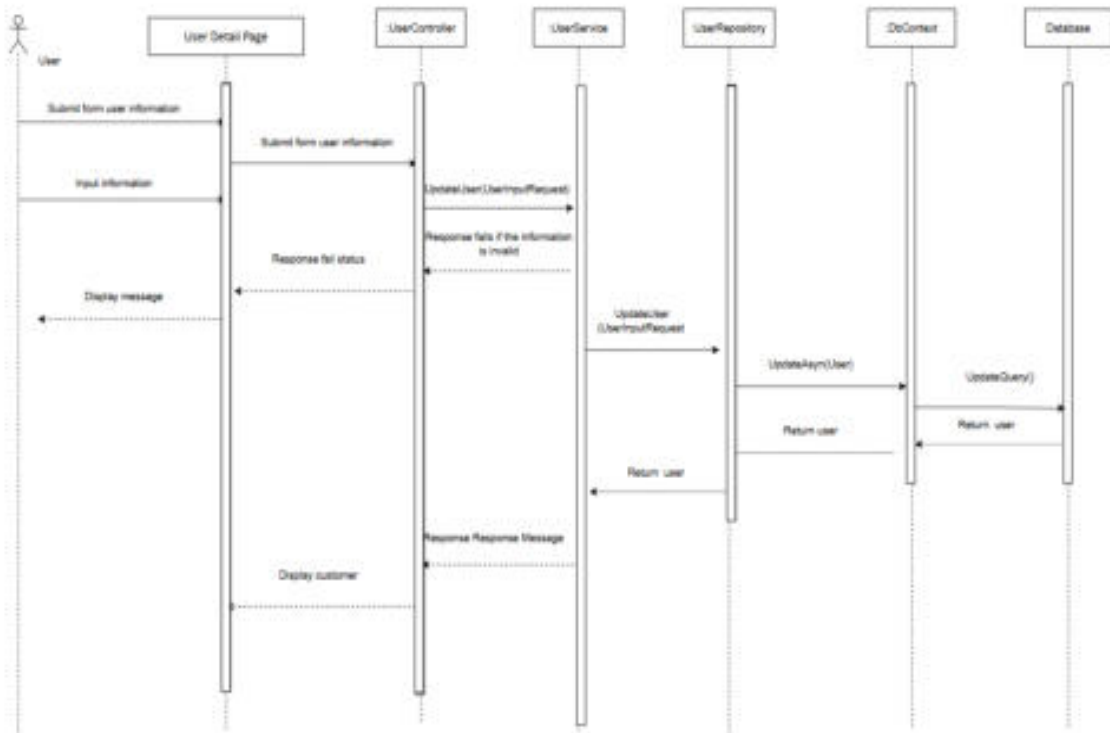 User Detail Page
:UserController
:UserService
:UserRepository
:DbContext
Database
User
Submit form user information
Submit form user information
Input information
UpdateUser(UserInputRequest)
Response fails if the information
is invalid
Response fail status
Display message
UpdateUser
(UserInputRequest
UpdateAsyn(User)
UpdateQuery()
Return user
Return user
Return user
Response Response Message
Display customer